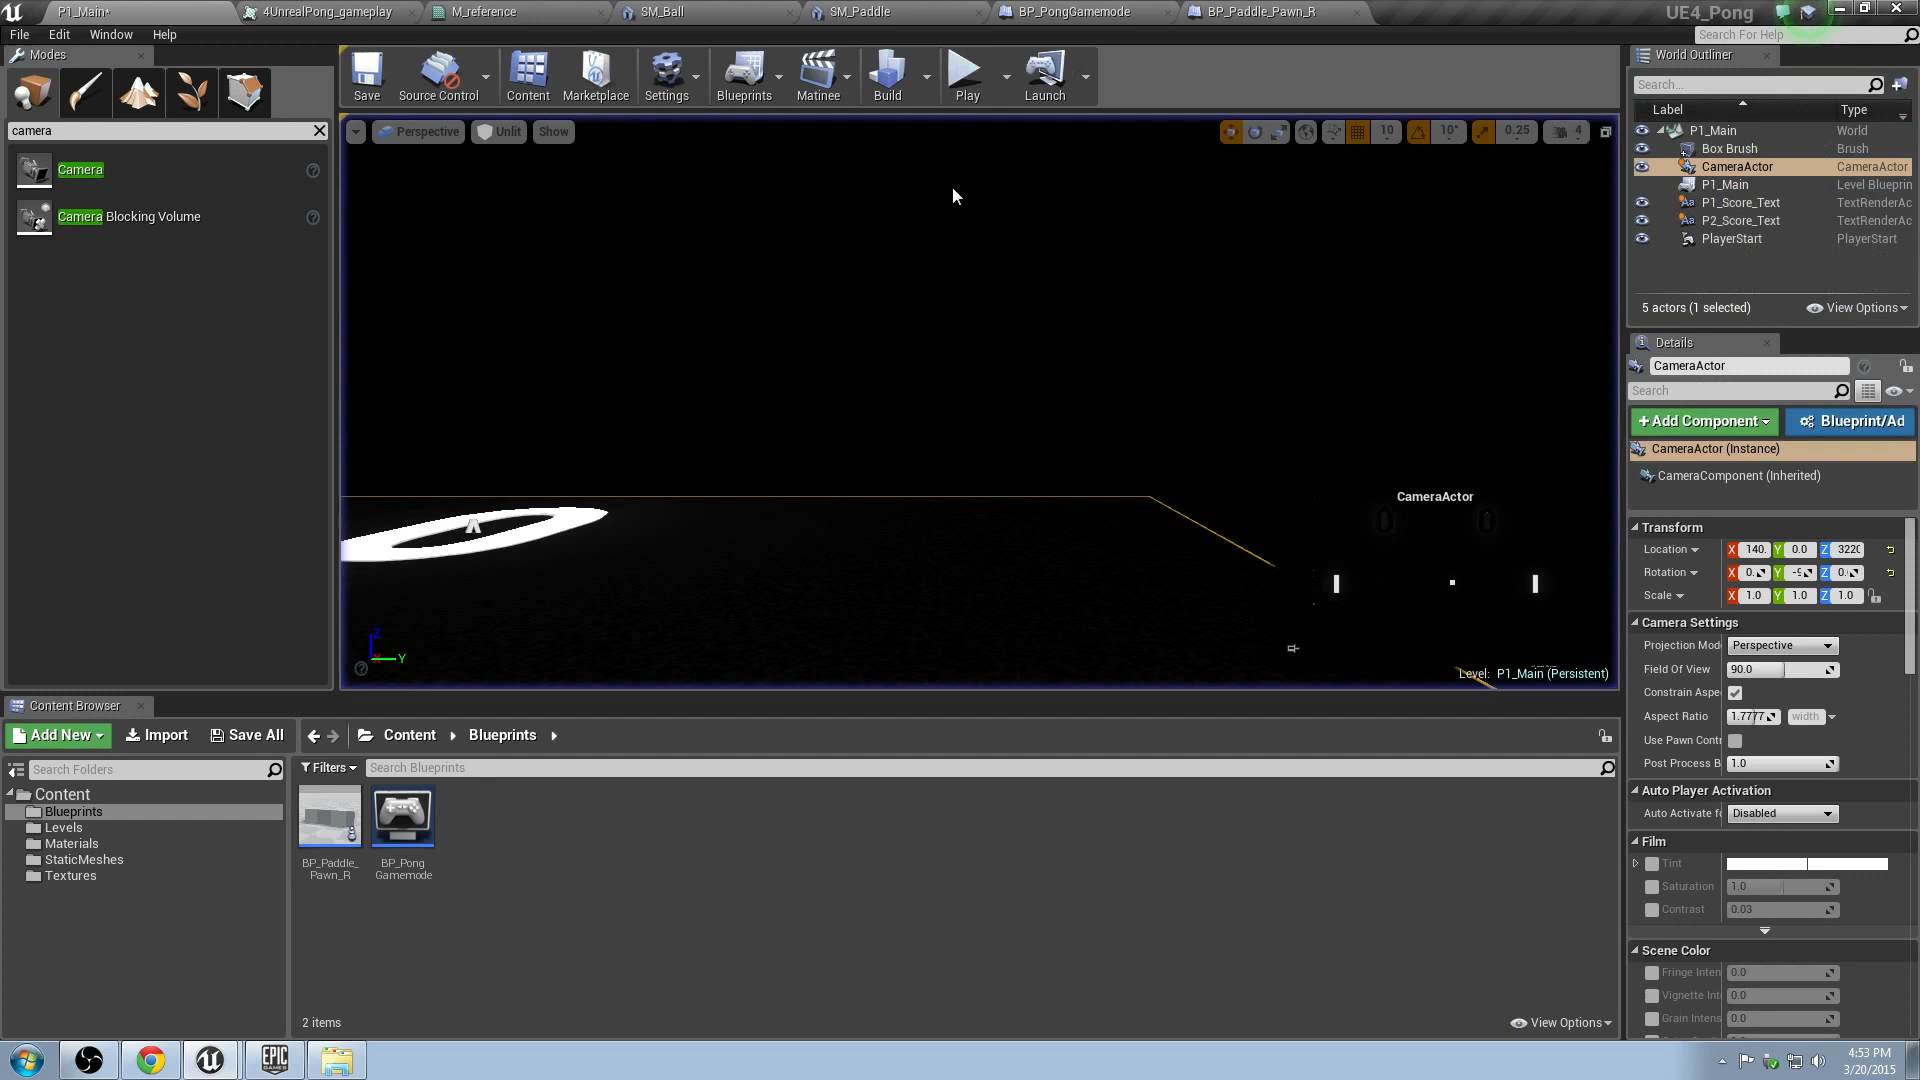 P1_Main*
4UnrealPong_gameplay
M_reference
SM_Ball
SM_Paddle
BP_PongGamemode
BP_Paddle_Pawn_R
UE4_Pong
File Edit Window Help
Search For Help
Modes
camera
Camera
Camera Blocking Volume
Save
Source Control
Content
Marketplace
Settings
Blueprints
Matinee
Build
Play
Launch
Perspective
Unlit
Show
10
10°
0.25
4
CameraActor
Z
Y
Level: P1_Main (Persistent)
World Outliner
Search...
Label Type
P1_Main World
Box Brush Brush
CameraActor CameraActor
P1_Main Level Blueprin
P1_Score_Text TextRenderAc
P2_Score_Text TextRenderAc
PlayerStart PlayerStart
5 actors (1 selected) View Options
Details
CameraActor
Search
+Add Component Blueprint/Ad
CameraActor (Instance)
CameraComponent (Inherited)
Transform
Location X 140. Y 0.0 Z 3220
Rotation X 0. Y -9 Z 0.
Scale X 1.0 Y 1.0 Z 1.0
Camera Settings
Projection Mode Perspective
Field Of View 90.0
Constrain Aspe
Aspect Ratio 1.7777 width
Use Pawn Contr
Post Process B 1.0
Auto Player Activation
Auto Activate fo Disabled
Film
Tint
Saturation 1.0
Contrast 0.03
Scene Color
Fringe Inten 0.0
Vignette Int 0.0
Grain Intens 0.0
Content Browser
Add New Import Save All Content Blueprints
Search Folders
Filters Search Blueprints
Content
Blueprints
Levels
Materials
StaticMeshes
Textures
BP_Paddle_
Pawn_R
BP_Pong
Gamemode
2 items
View Options
EPIC
GAMES
4:53 PM
3/20/2015